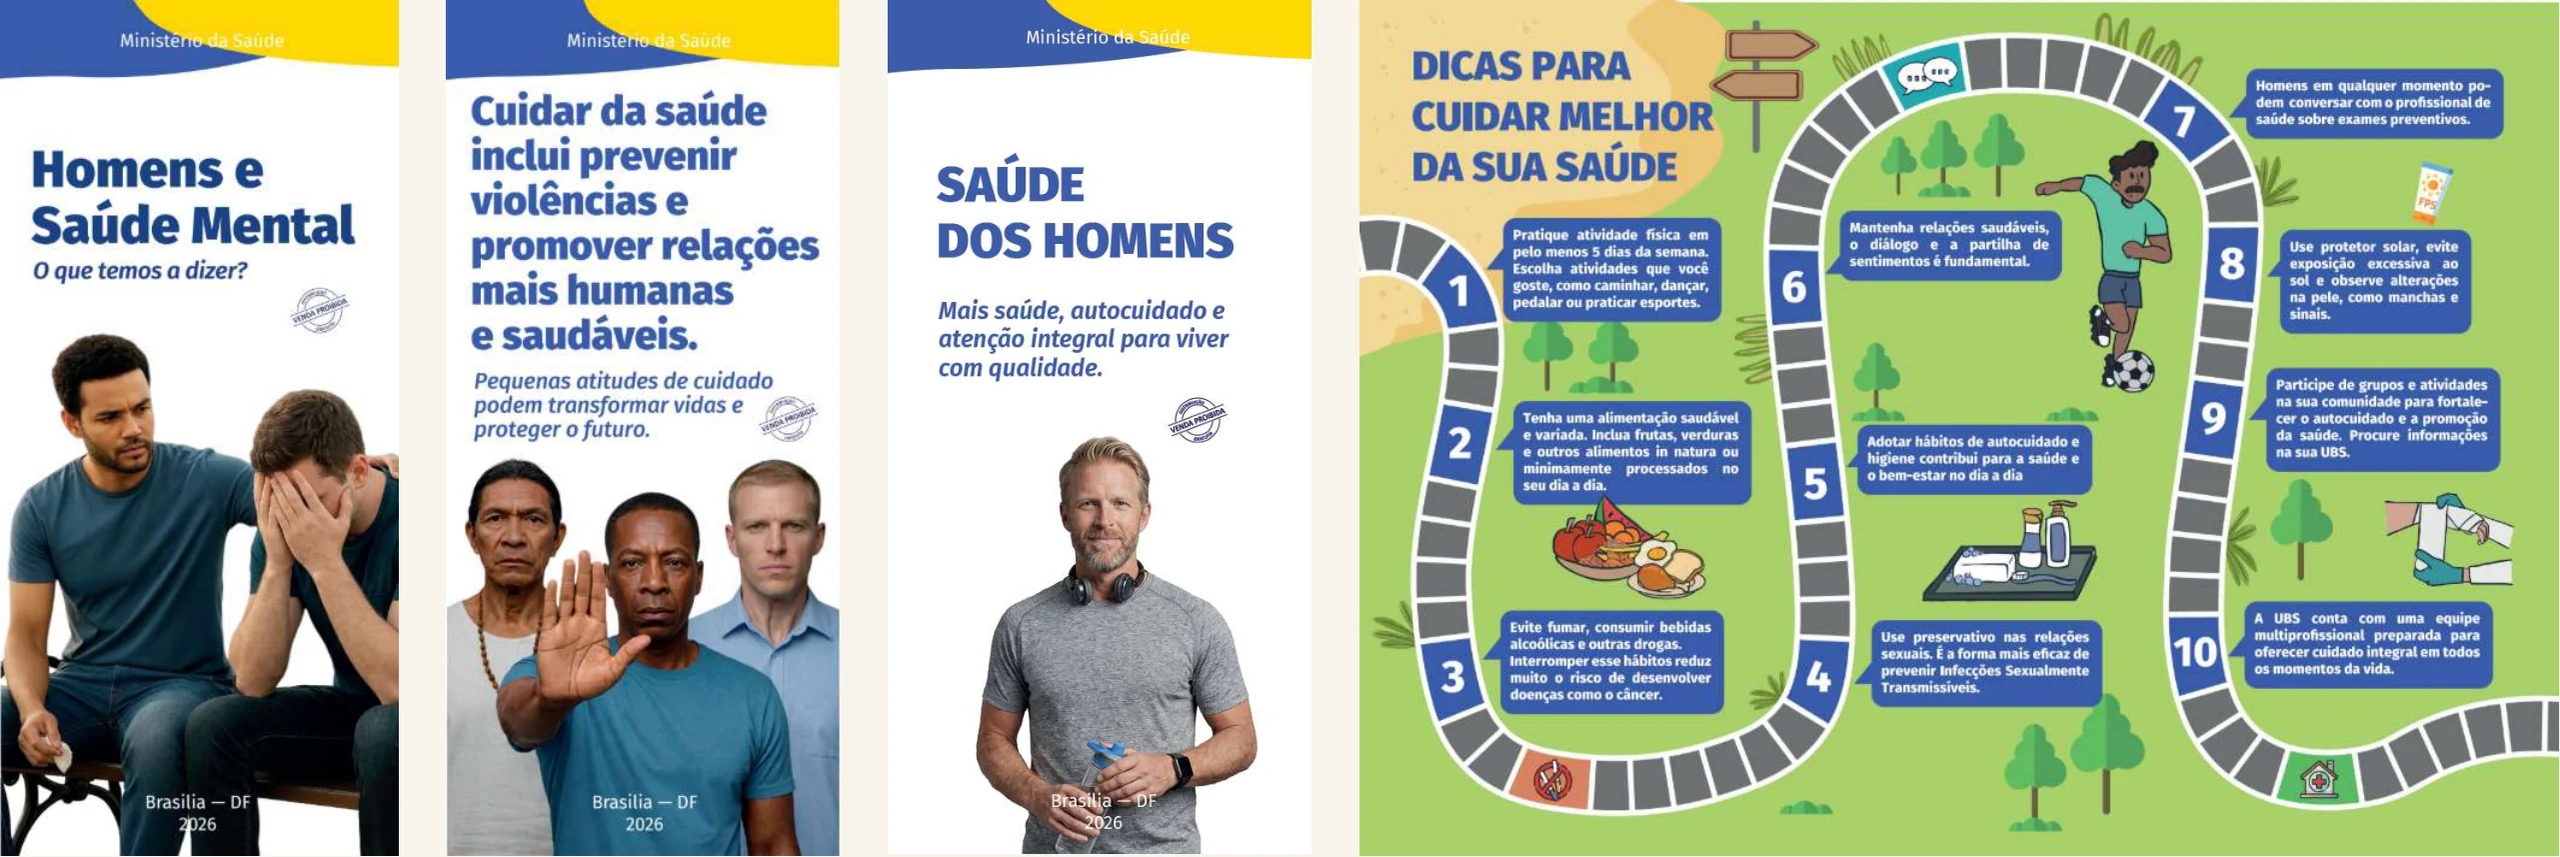 Ministério da Saúde
Homens e
Saúde Mental
O que temos a dizer?
VENDA PROIBIDA
Brasília — DF
2026
Ministério da Saúde
Cuidar da saúde
inclui prevenir
violências e
promover relações
mais humanas
e saudáveis.
Pequenas atitudes de cuidado
podem transformar vidas e
proteger o futuro.
VENDA PROIBIDA
Brasília — DF
2026
Ministério da Saúde
SAÚDE
DOS HOMENS
Mais saúde, autocuidado e
atenção integral para viver
com qualidade.
VENDA PROIBIDA
Brasília — DF
2026
DICAS PARA
CUIDAR MELHOR
DA SUA SAÚDE
1
Pratique atividade física em
pelo menos 5 dias da semana.
Escolha atividades que você
goste, como caminhar, dançar,
pedalar ou praticar esportes.
2
Tenha uma alimentação saudável
e variada. Inclua frutas, verduras
e outros alimentos in natura ou
minimamente processados no
seu dia a dia.
3
Evite fumar, consumir bebidas
alcoólicas e outras drogas.
Interromper esse hábitos reduz
muito o risco de desenvolver
doenças como o câncer.
4
Use preservativo nas relações
sexuais. É a forma mais eficaz de
prevenir Infecções Sexualmente
Transmissíveis.
5
Adotar hábitos de autocuidado e
higiene contribui para a saúde e
o bem-estar no dia a dia
6
Mantenha relações saudáveis,
o diálogo e a partilha de
sentimentos é fundamental.
7
Homens em qualquer momento po-
dem conversar com o profissional de
saúde sobre exames preventivos.
FPS
8
Use protetor solar, evite
exposição excessiva ao
sol e observe alterações
na pele, como manchas e
sinais.
9
Participe de grupos e atividades
na sua comunidade para fortale-
cer o autocuidado e a promoção
da saúde. Procure informações
na sua UBS.
10
A UBS conta com uma equipe
multiprofissional preparada para
oferecer cuidado integral em todos
os momentos da vida.